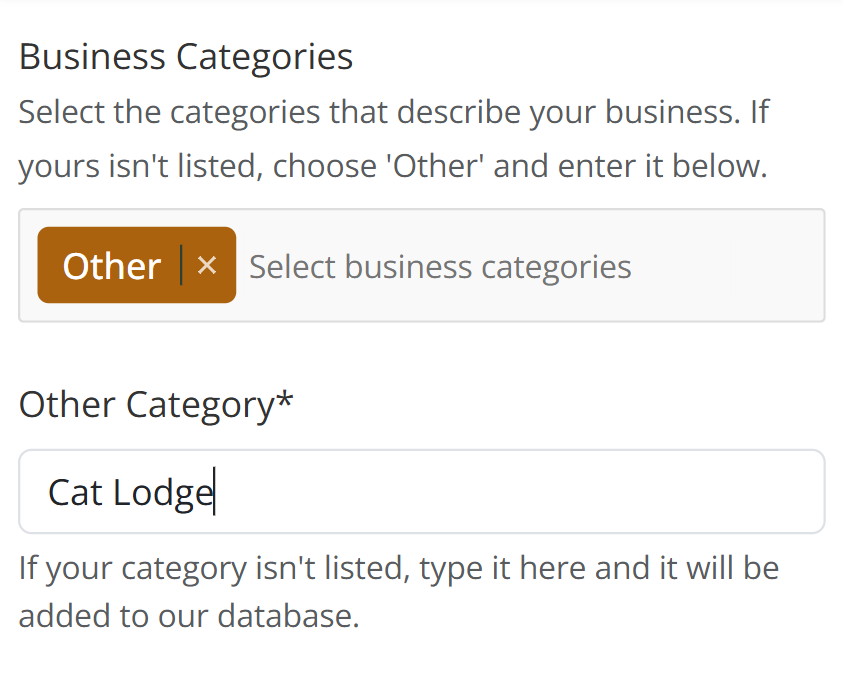 Business Categories
Select the categories that describe your business. If
yours isn't listed, choose 'Other' and enter it below.
Other × Select business categories
Other Category*
Cat Lodge
If your category isn't listed, type it here and it will be
added to our database.